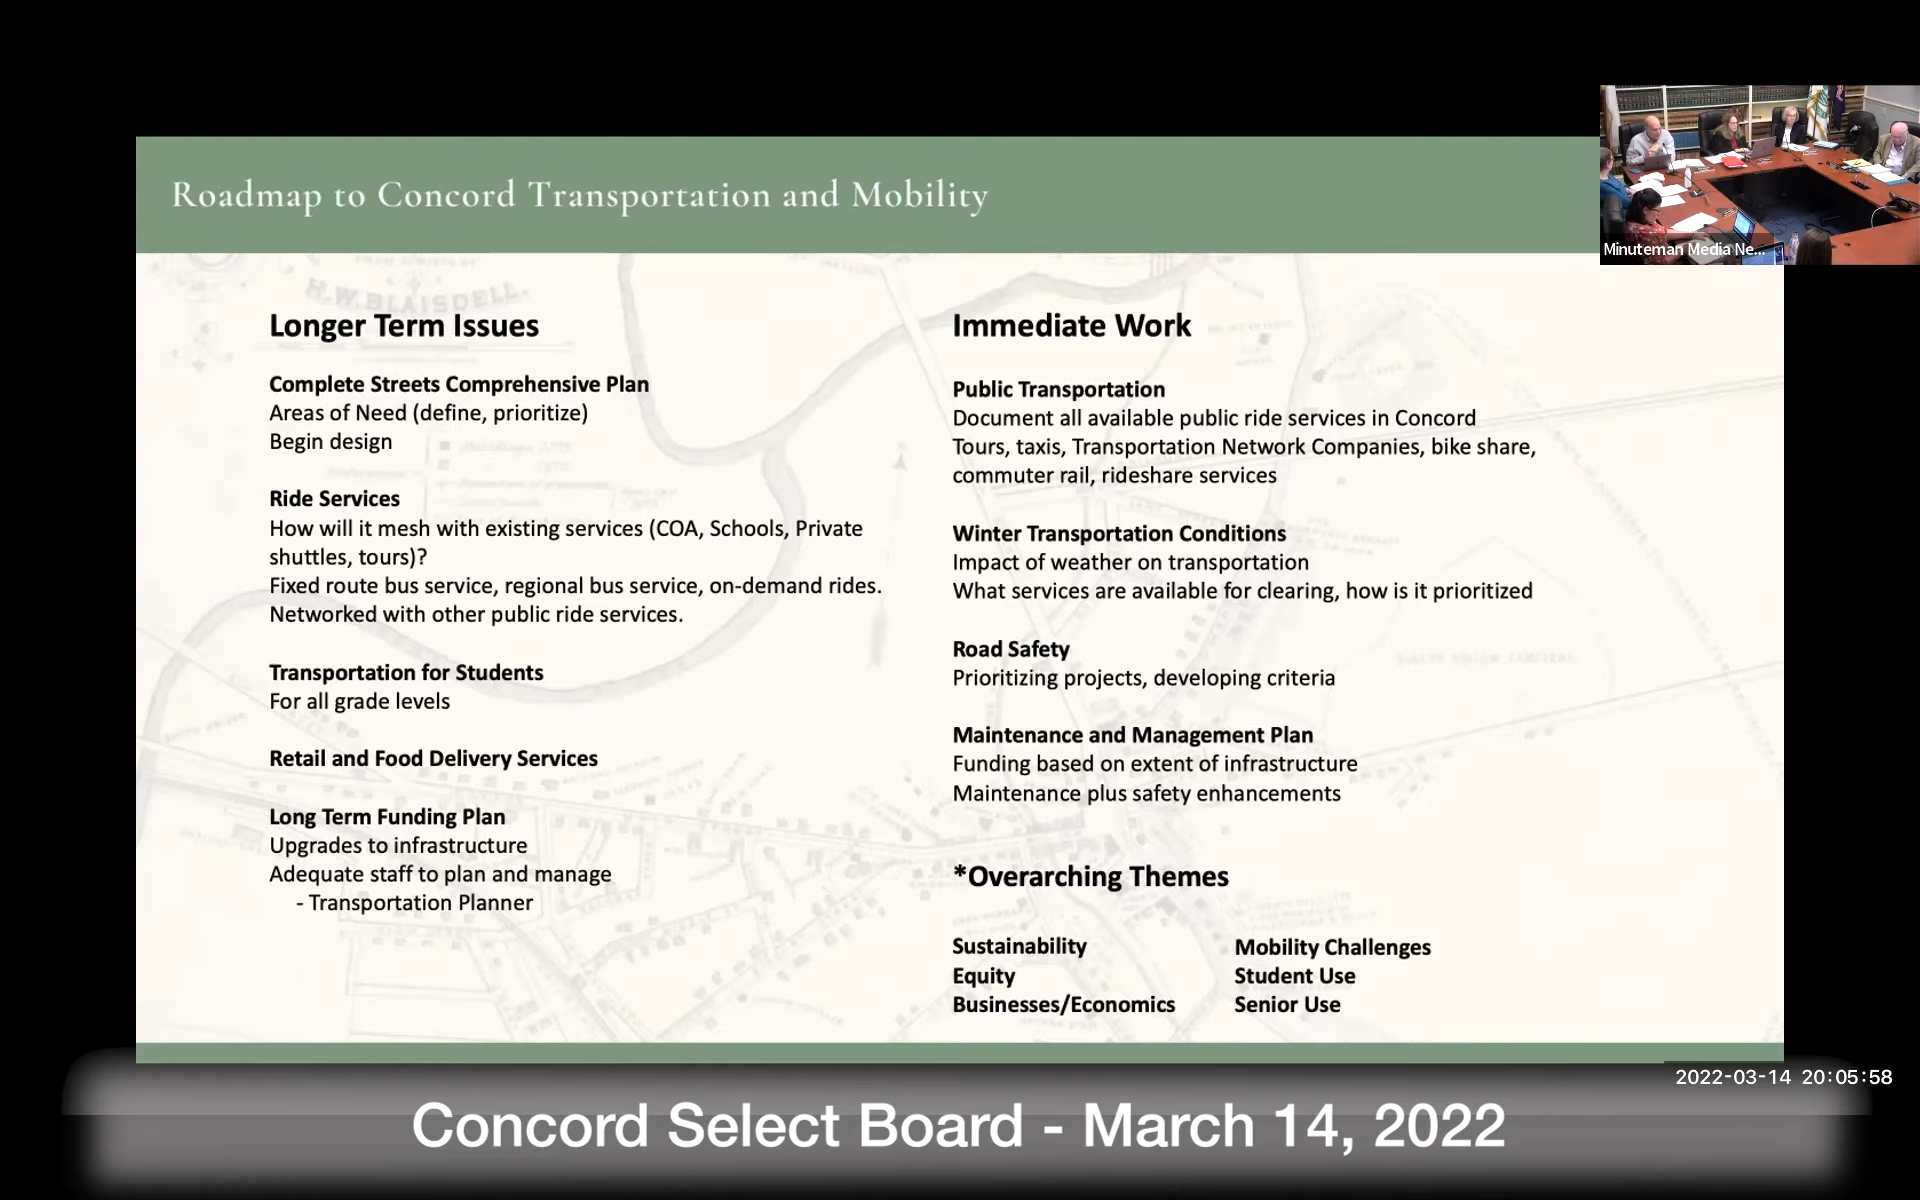 Roadmap to Concord Transportation and Mobility
Minuteman Media Ne...
H.W. BLAISDELL.
Longer Term Issues
Complete Streets Comprehensive Plan
Areas of Need (define, prioritize)
Begin design
Ride Services
How will it mesh with existing services (COA, Schools, Private
shuttles, tours)?
Fixed route bus service, regional bus service, on-demand rides.
Networked with other public ride services.
Transportation for Students
For all grade levels
Retail and Food Delivery Services
Long Term Funding Plan
Upgrades to infrastructure
Adequate staff to plan and manage
- Transportation Planner
Immediate Work
Public Transportation
Document all available public ride services in Concord
Tours, taxis, Transportation Network Companies, bike share,
commuter rail, rideshare services
Winter Transportation Conditions
Impact of weather on transportation
What services are available for clearing, how is it prioritized
Road Safety
Prioritizing projects, developing criteria
Maintenance and Management Plan
Funding based on extent of infrastructure
Maintenance plus safety enhancements
*Overarching Themes
Sustainability
Equity
Businesses/Economics
Mobility Challenges
Student Use
Senior Use
2022-03-14 20:05:58
Concord Select Board - March 14, 2022